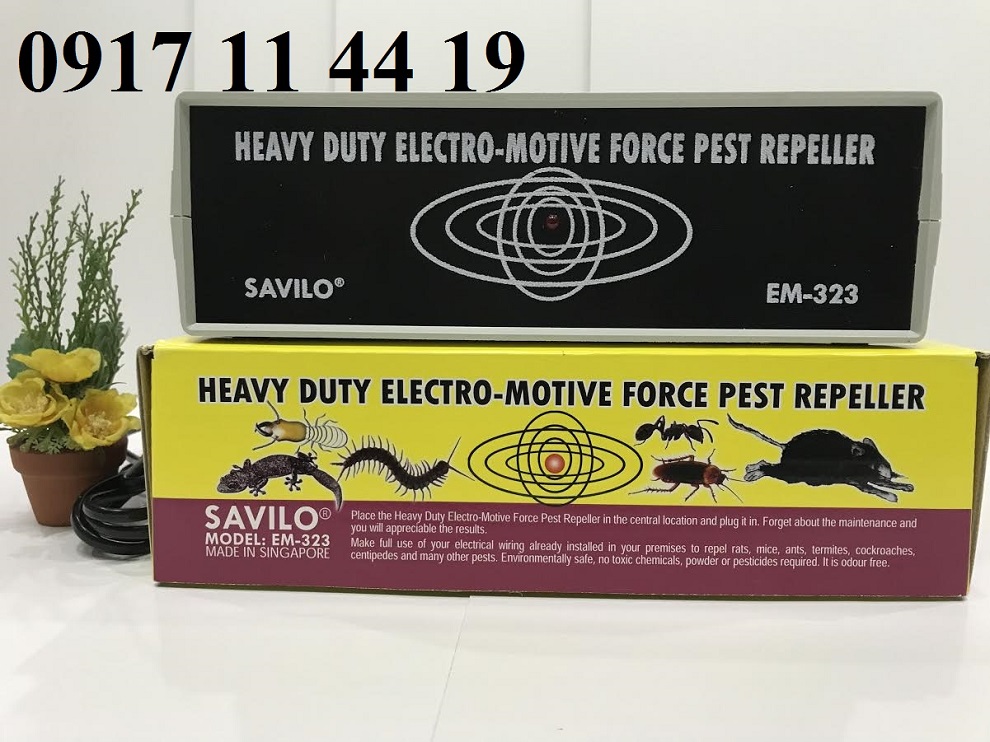 0917 11 44 19
HEAVY DUTY ELECTRO-MOTIVE FORCE PEST REPELLER
SAVILO®
EM-323
HEAVY DUTY ELECTRO-MOTIVE FORCE PEST REPELLER
SAVILO®
MODEL: EM-323
MADE IN SINGAPORE
Place the Heavy Duty Electro-Motive Force Pest Repeller in the central location and plug it in. Forget about the maintenance and
you will appreciable the results.
Make full use of your electrical wiring already installed in your premises to repel rats, mice, ants, termites, cockroaches,
centipedes and many other pests. Environmentally safe, no toxic chemicals, powder or pesticides required. It is odour free.